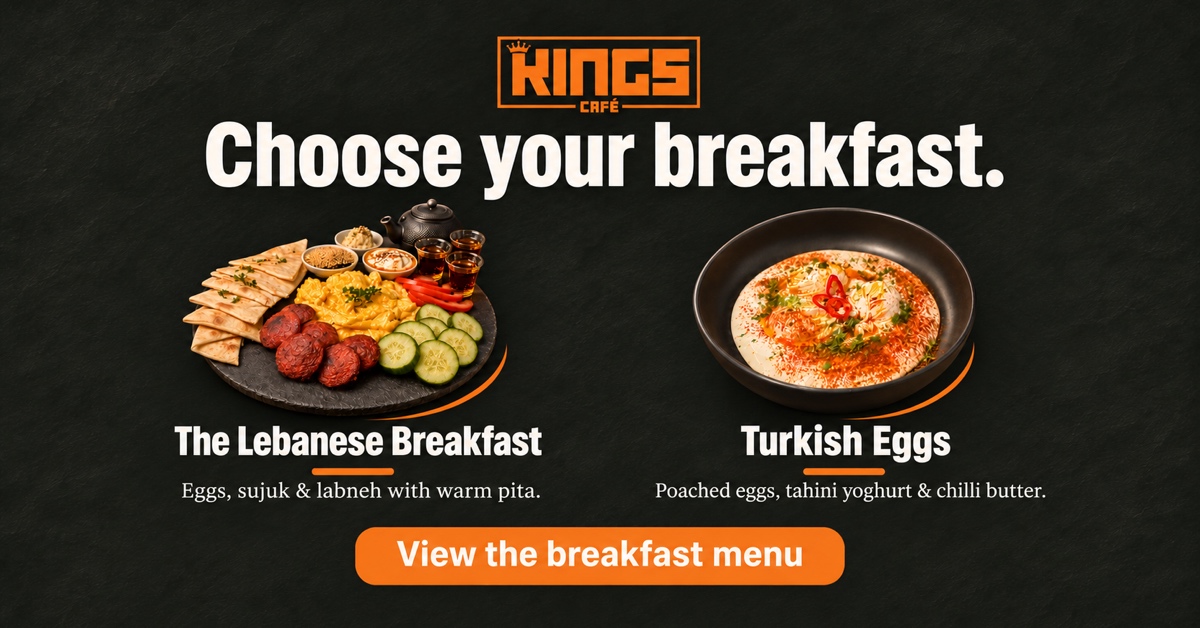 KINGS
CAFÉ
Choose your breakfast.
The Lebanese Breakfast
Eggs, sujuk & labneh with warm pita.
Turkish Eggs
Poached eggs, tahini yoghurt & chilli butter.
View the breakfast menu